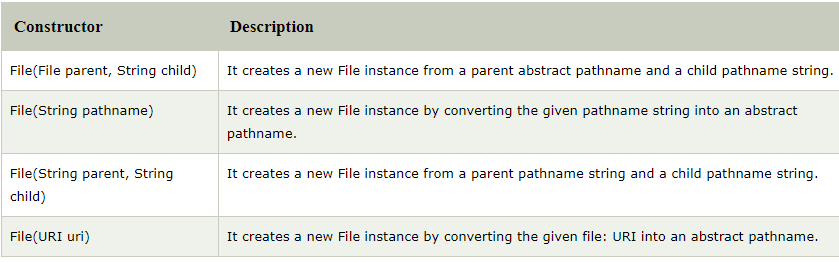 Constructor Description
File(File parent, String child) It creates a new File instance from a parent abstract pathname and a child pathname string.
File(String pathname) It creates a new File instance by converting the given pathname string into an abstract
pathname.
File(String parent, String It creates a new File instance from a parent pathname string and a child pathname string.
child)
File(URI uri) It creates a new File instance by converting the given file: URI into an abstract pathname.